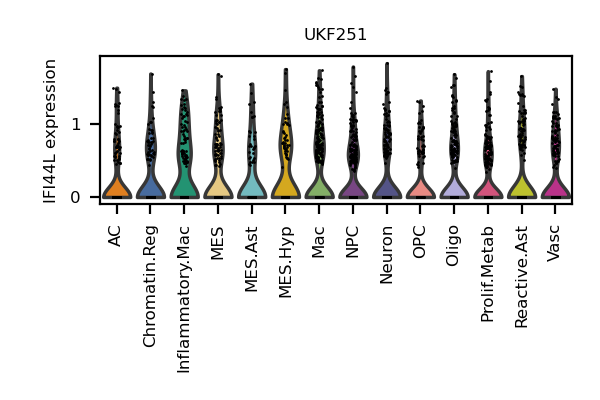 UKF251
IFI44L expression
1
0
AC
Chromatin.Reg
Inflammatory.Mac
MES
MES.Ast
MES.Hyp
Mac
NPC
Neuron
OPC
Oligo
Prolif.Metab
Reactive.Ast
Vasc